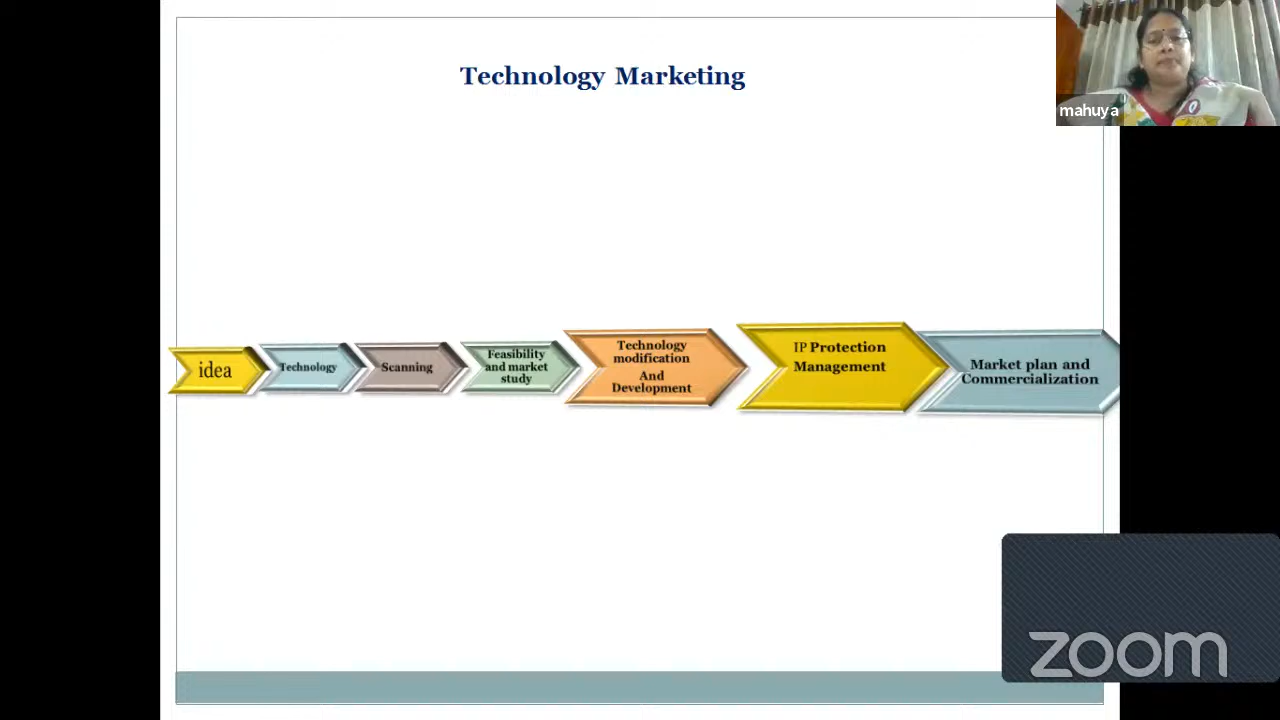 Technology Marketing
mahuya
idea
Technology
Scanning
Feasibility
and market
study
Technology
modification
And
Development
IP Protection
Management
Market plan and
Commercialization
zoom